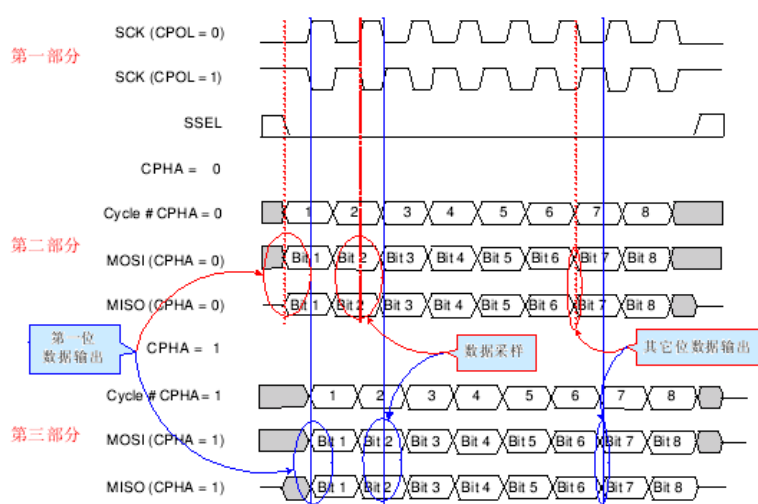 SCK (CPOL = 0)
第一部分
SCK (CPOL = 1)
SSEL
CPHA = 0
Cycle # CPHA = 0 1 2 3 4 5 6 7 8
第二部分
MOSI (CPHA = 0) Bit 1 Bit 2 Bit 3 Bit 4 Bit 5 Bit 6 Bit 7 Bit 8
MISO (CPHA = 0) Bit 1 Bit 2 Bit 3 Bit 4 Bit 5 Bit 6 Bit 7 Bit 8
第一位
数据输出
CPHA = 1
数据采样
其它位数据输出
Cycle # CPHA = 1 1 2 3 4 5 6 7 8
第三部分
MOSI (CPHA = 1) Bit 1 Bit 2 Bit 3 Bit 4 Bit 5 Bit 6 Bit 7 Bit 8
MISO (CPHA = 1) Bit 1 Bit 2 Bit 3 Bit 4 Bit 5 Bit 6 Bit 7 Bit 8